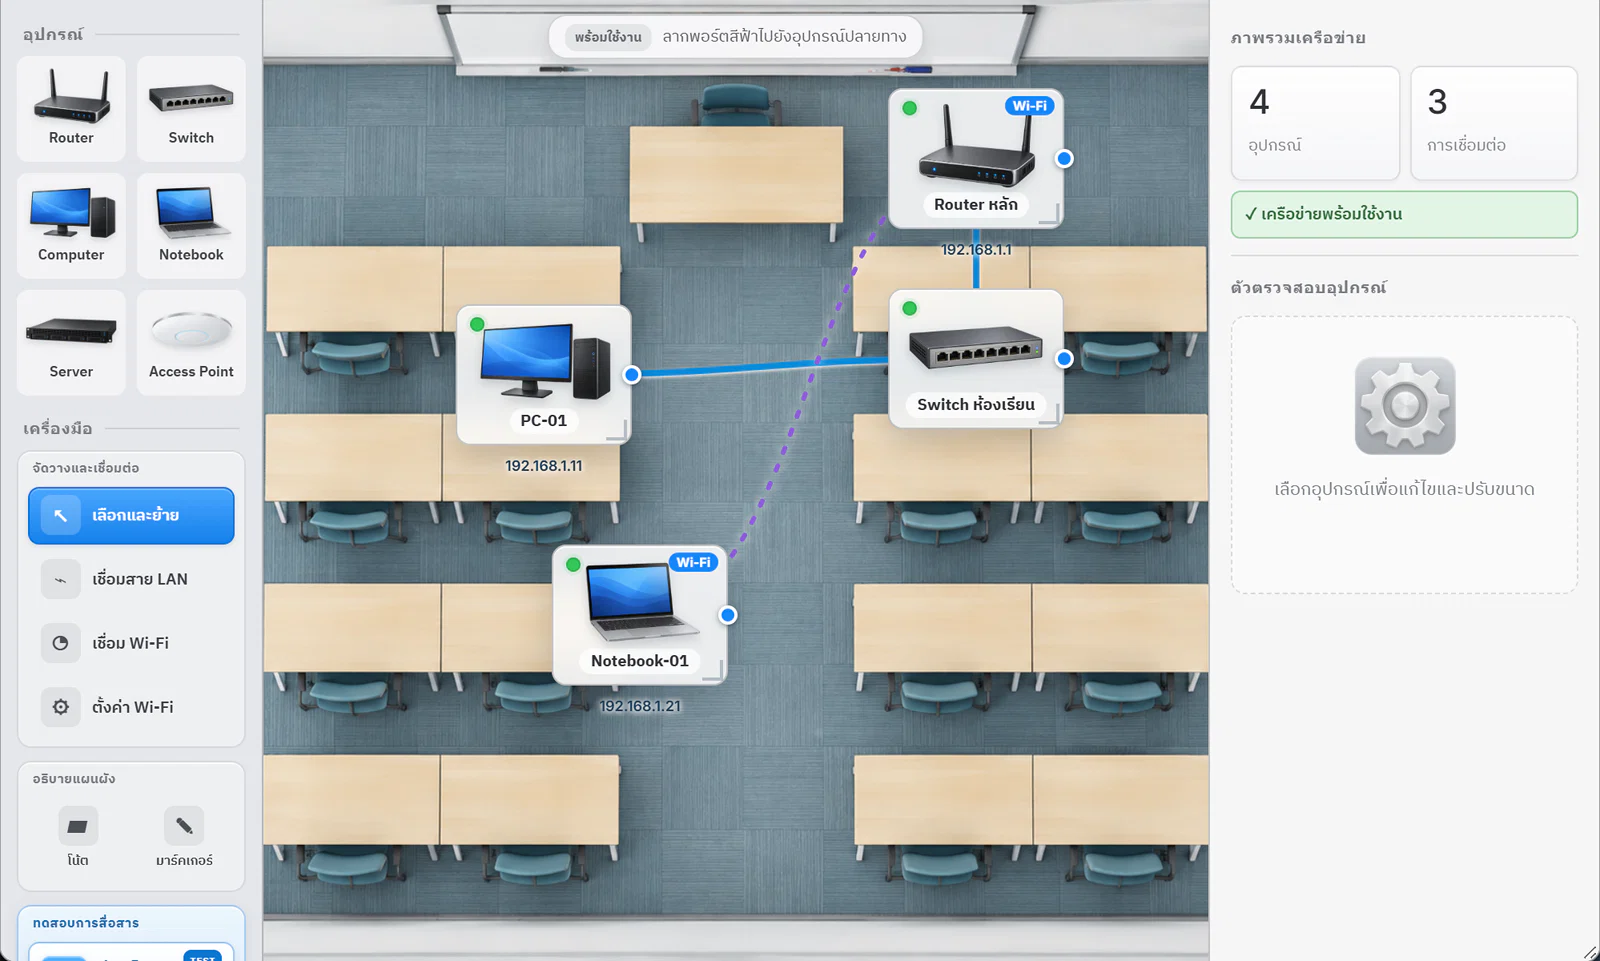 อุปกรณ์
Router
Switch
Computer
Notebook
Server
Access Point
เครื่องมือ
จัดวางและเชื่อมต่อ
เลือกและย้าย
เชื่อมสาย LAN
เชื่อม Wi-Fi
ตั้งค่า Wi-Fi
อธิบายแผนผัง
โน้ต
มาร์คเกอร์
ทดสอบการสื่อสาร
TEST
พร้อมใช้งาน ลากพอร์ตสีฟ้าไปยังอุปกรณ์ปลายทาง
Wi-Fi
Router หลัก
192.168.1.1
Switch ห้องเรียน
PC-01
192.168.1.11
Wi-Fi
Notebook-01
192.168.1.21
ภาพรวมเครือข่าย
4
อุปกรณ์
3
การเชื่อมต่อ
✓ เครือข่ายพร้อมใช้งาน
ตัวตรวจสอบอุปกรณ์
เลือกอุปกรณ์เพื่อแก้ไขและปรับขนาด